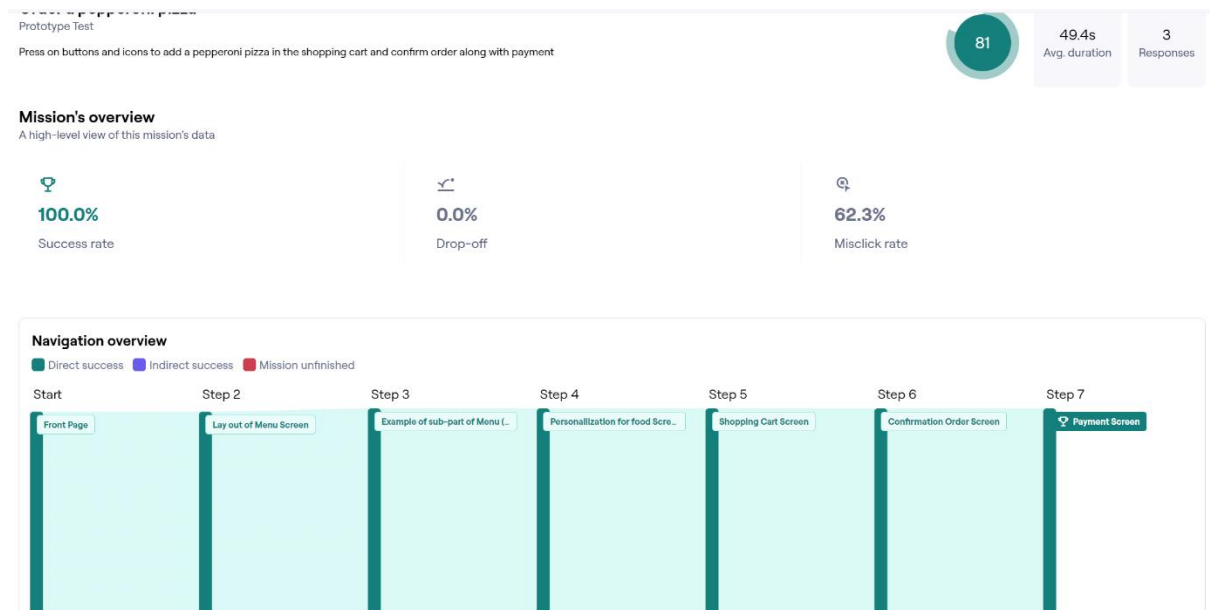 Order a pepperoni pizza
Prototype Test
Press on buttons and icons to add a pepperoni pizza in the shopping cart and confirm order along with payment
81
49.4s
Avg. duration
3
Responses
Mission's overview
A high-level view of this mission's data
100.0%
Success rate
0.0%
Drop-off
62.3%
Misclick rate
Navigation overview
Direct success Indirect success Mission unfinished
Start Step 2 Step 3 Step 4 Step 5 Step 6 Step 7
Front Page Lay out of Menu Screen Example of sub-part of Menu (... Personallization for food Scre... Shopping Cart Screen Confirmation Order Screen Payment Screen